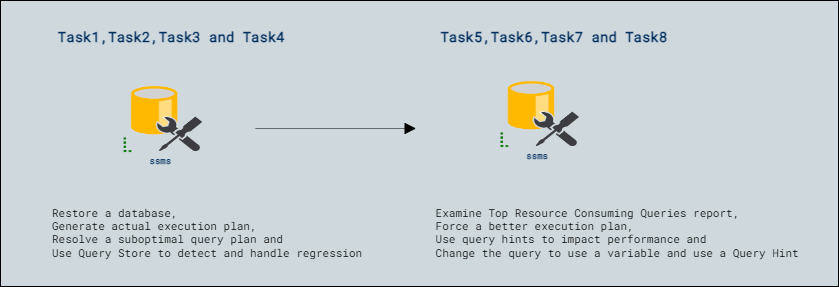 Task1,Task2,Task3 and Task4
Task5,Task6,Task7 and Task8
ssms
ssms
Restore a database,
Generate actual execution plan,
Resolve a suboptimal query plan and
Use Query Store to detect and handle regression
Examine Top Resource Consuming Queries report,
Force a better execution plan,
Use query hints to impact performance and
Change the query to use a variable and use a Query Hint